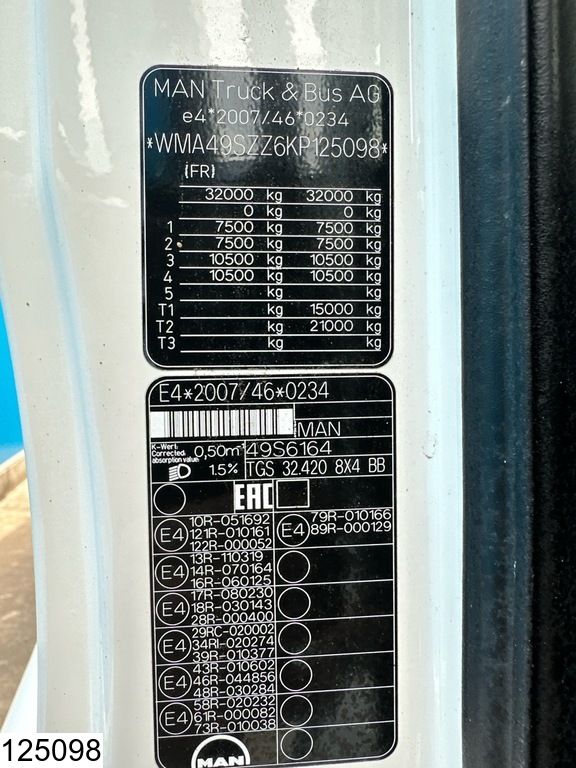 MAN Truck & Bus AG
e4*2007/46*0234
*WMA49SZZ6KP125098*
(FR)
32000 kg 32000 kg
0 kg 0 kg
1 7500 kg 7500 kg
2 7500 kg 7500 kg
3 10500 kg 10500 kg
4 10500 kg 10500 kg
5 kg kg
T1 kg 15000 kg
T2 kg 21000 kg
T3 kg kg
E4*2007/46*0234
MAN
K-Wert:
Corrected
absorption value:
0,50m⁻¹ 49S6164
1.5% TGS 32.420 8X4 BB
EAC
E4 10R-051692
121R-010161
122R-000052
E4 79R-010166
89R-000129
13R-110319
E4 14R-070164
16R-060125
17R-080230
E4 18R-030143
28R-000400
29RC-020002
E4 34RI-020274
39R-010377
43R-010602
E4 46R-044856
48R-030284
58R-020232
E4 61R-000082
73R-010038
MAN
125098